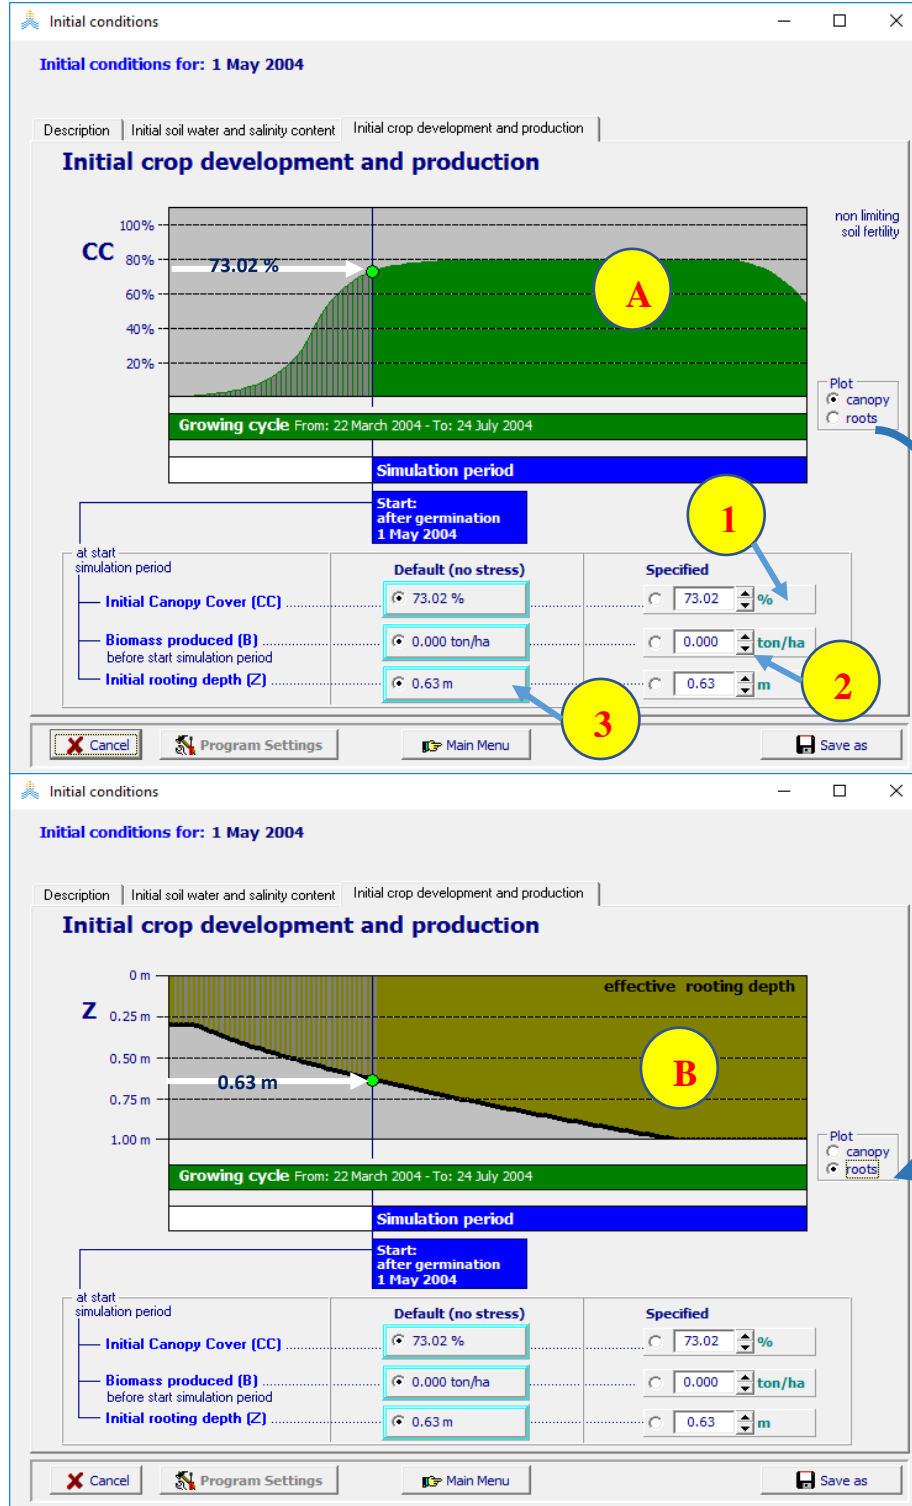 Initial conditions
Initial conditions for: 1 May 2004
Description Initial soil water and salinity content Initial crop development and production
Initial crop development and production
non limiting
soil fertility
CC
100%
80%
60%
40%
20%
73.02 %
A
Plot
canopy
roots
Growing cycle From: 22 March 2004 - To: 24 July 2004
Simulation period
Start:
after germination
1 May 2004
1
at start
simulation period
Default (no stress) Specified
Initial Canopy Cover (CC) 73.02 % 73.02 %
Biomass produced (B) 0.000 ton/ha 0.000 ton/ha
before start simulation period
Initial rooting depth (Z) 0.63 m 0.63 m
2
3
Cancel Program Settings Main Menu Save as
Initial conditions
Initial conditions for: 1 May 2004
Description Initial soil water and salinity content Initial crop development and production
Initial crop development and production
effective rooting depth
Z
0 m
0.25 m
0.50 m
0.75 m
1.00 m
0.63 m
B
Plot
canopy
roots
Growing cycle From: 22 March 2004 - To: 24 July 2004
Simulation period
Start:
after germination
1 May 2004
at start
simulation period
Default (no stress) Specified
Initial Canopy Cover (CC) 73.02 % 73.02 %
Biomass produced (B) 0.000 ton/ha 0.000 ton/ha
before start simulation period
Initial rooting depth (Z) 0.63 m 0.63 m
Cancel Program Settings Main Menu Save as